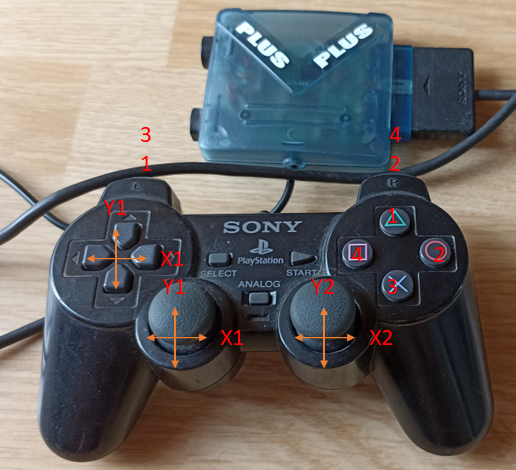 PLUS PLUS
SONY
3 4
1 2
L R
Y1 1
SONY
X1 4 2
PlayStation
SELECT START
Y1 ANALOG Y2 3
X1 X2